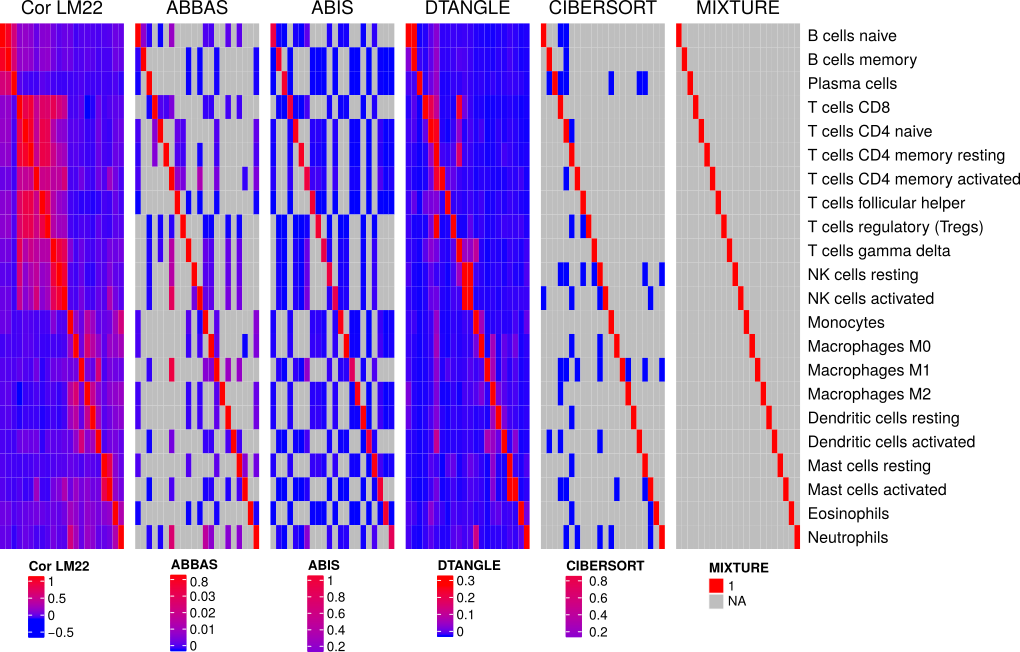 Cor LM22 ABBAS ABIS DTANGLE CIBERSORT MIXTURE
B cells naive
B cells memory
Plasma cells
T cells CD8
T cells CD4 naive
T cells CD4 memory resting
T cells CD4 memory activated
T cells follicular helper
T cells regulatory (Tregs)
T cells gamma delta
NK cells resting
NK cells activated
Monocytes
Macrophages M0
Macrophages M1
Macrophages M2
Dendritic cells resting
Dendritic cells activated
Mast cells resting
Mast cells activated
Eosinophils
Neutrophils
Cor LM22
1
0.5
0
−0.5
ABBAS
0.8
0.03
0.02
0.01
0
ABIS
1
0.8
0.6
0.4
0.2
DTANGLE
0.3
0.2
0.1
0
CIBERSORT
0.8
0.6
0.4
0.2
MIXTURE
1
NA